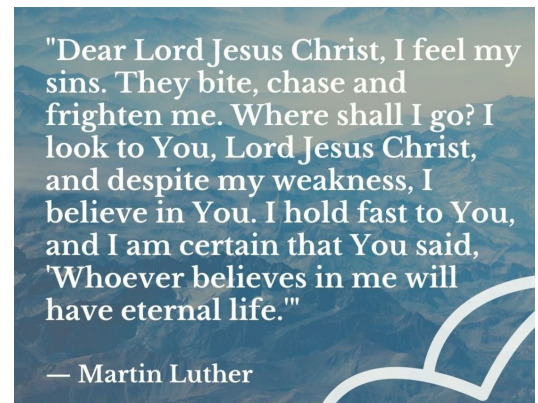 "Dear Lord Jesus Christ, I feel my
sins. They bite, chase and
frighten me. Where shall I go? I
look to You, Lord Jesus Christ,
and despite my weakness, I
believe in You. I hold fast to You,
and I am certain that You said,
'Whoever believes in me will
have eternal life.'"
— Martin Luther